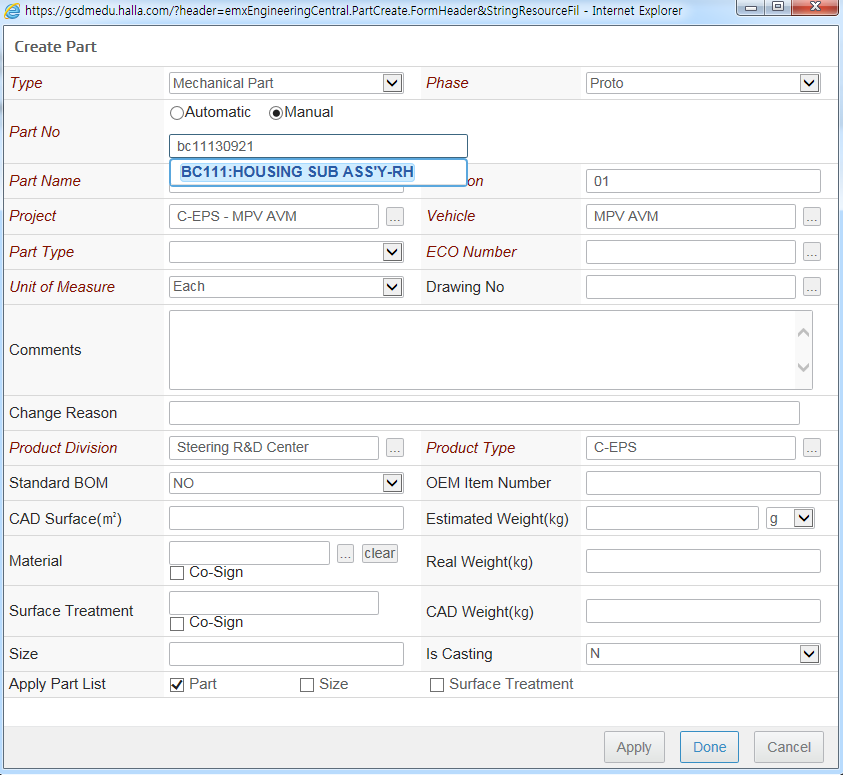 https://gcdmedu.halla.com/?header=emxEngineeringCentral.PartCreate.FormHeader&StringResourceFil - Internet Explorer
Create Part
Type Mechanical Part Phase Proto
Automatic Manual
Part No
bc11130921
BC111:HOUSING SUB ASS'Y-RH
Part Name 01
Project C-EPS - MPV AVM ... Vehicle MPV AVM ...
Part Type ECO Number ...
Unit of Measure Each Drawing No ...
Comments
Change Reason
Product Division Steering R&D Center ... Product Type C-EPS ...
Standard BOM NO OEM Item Number
CAD Surface(㎡) Estimated Weight(kg) g
Material ... clear Real Weight(kg)
Co-Sign
Surface Treatment CAD Weight(kg)
Co-Sign
Size Is Casting N
Apply Part List Part Size Surface Treatment
Apply Done Cancel